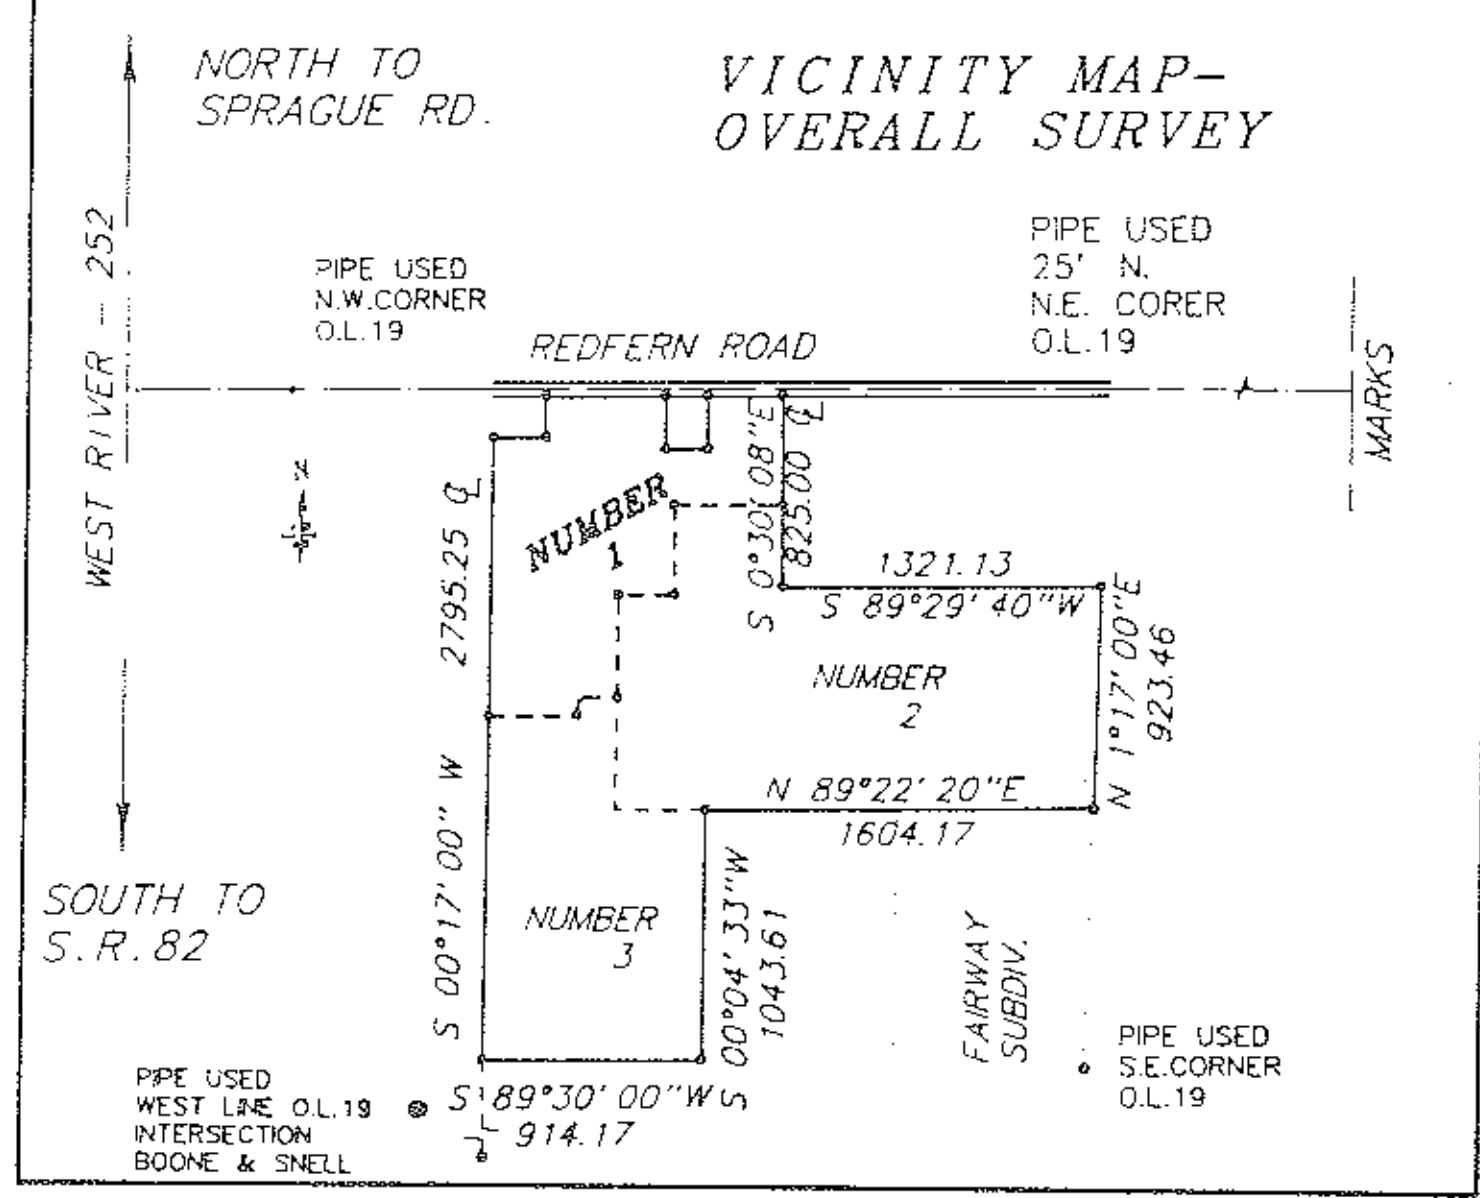 NORTH TO
SPRAGUE RD.
VICINITY MAP-
OVERALL SURVEY
WEST RIVER - 252
PIPE USED
N.W.CORNER
O.L.19
PIPE USED
25' N.
N.E. CORER
O.L.19
REDFERN ROAD
MARKS
N
NUMBER
1
2795.25 ℄
S 0°30'08"E
825.00 ℄
1321.13
S 89°29'40"W
N 1°17'00"E
923.46
NUMBER
2
N 89°22'20"E
1604.17
S 00°17'00" W
SOUTH TO
S.R.82
NUMBER
3
S 00°04'33"W
1043.61
FAIRWAY
SUBDIV.
PIPE USED
S.E.CORNER
O.L.19
PIPE USED
WEST LINE O.L.19
INTERSECTION
BOONE & SNELL
S 89°30'00"W
914.17